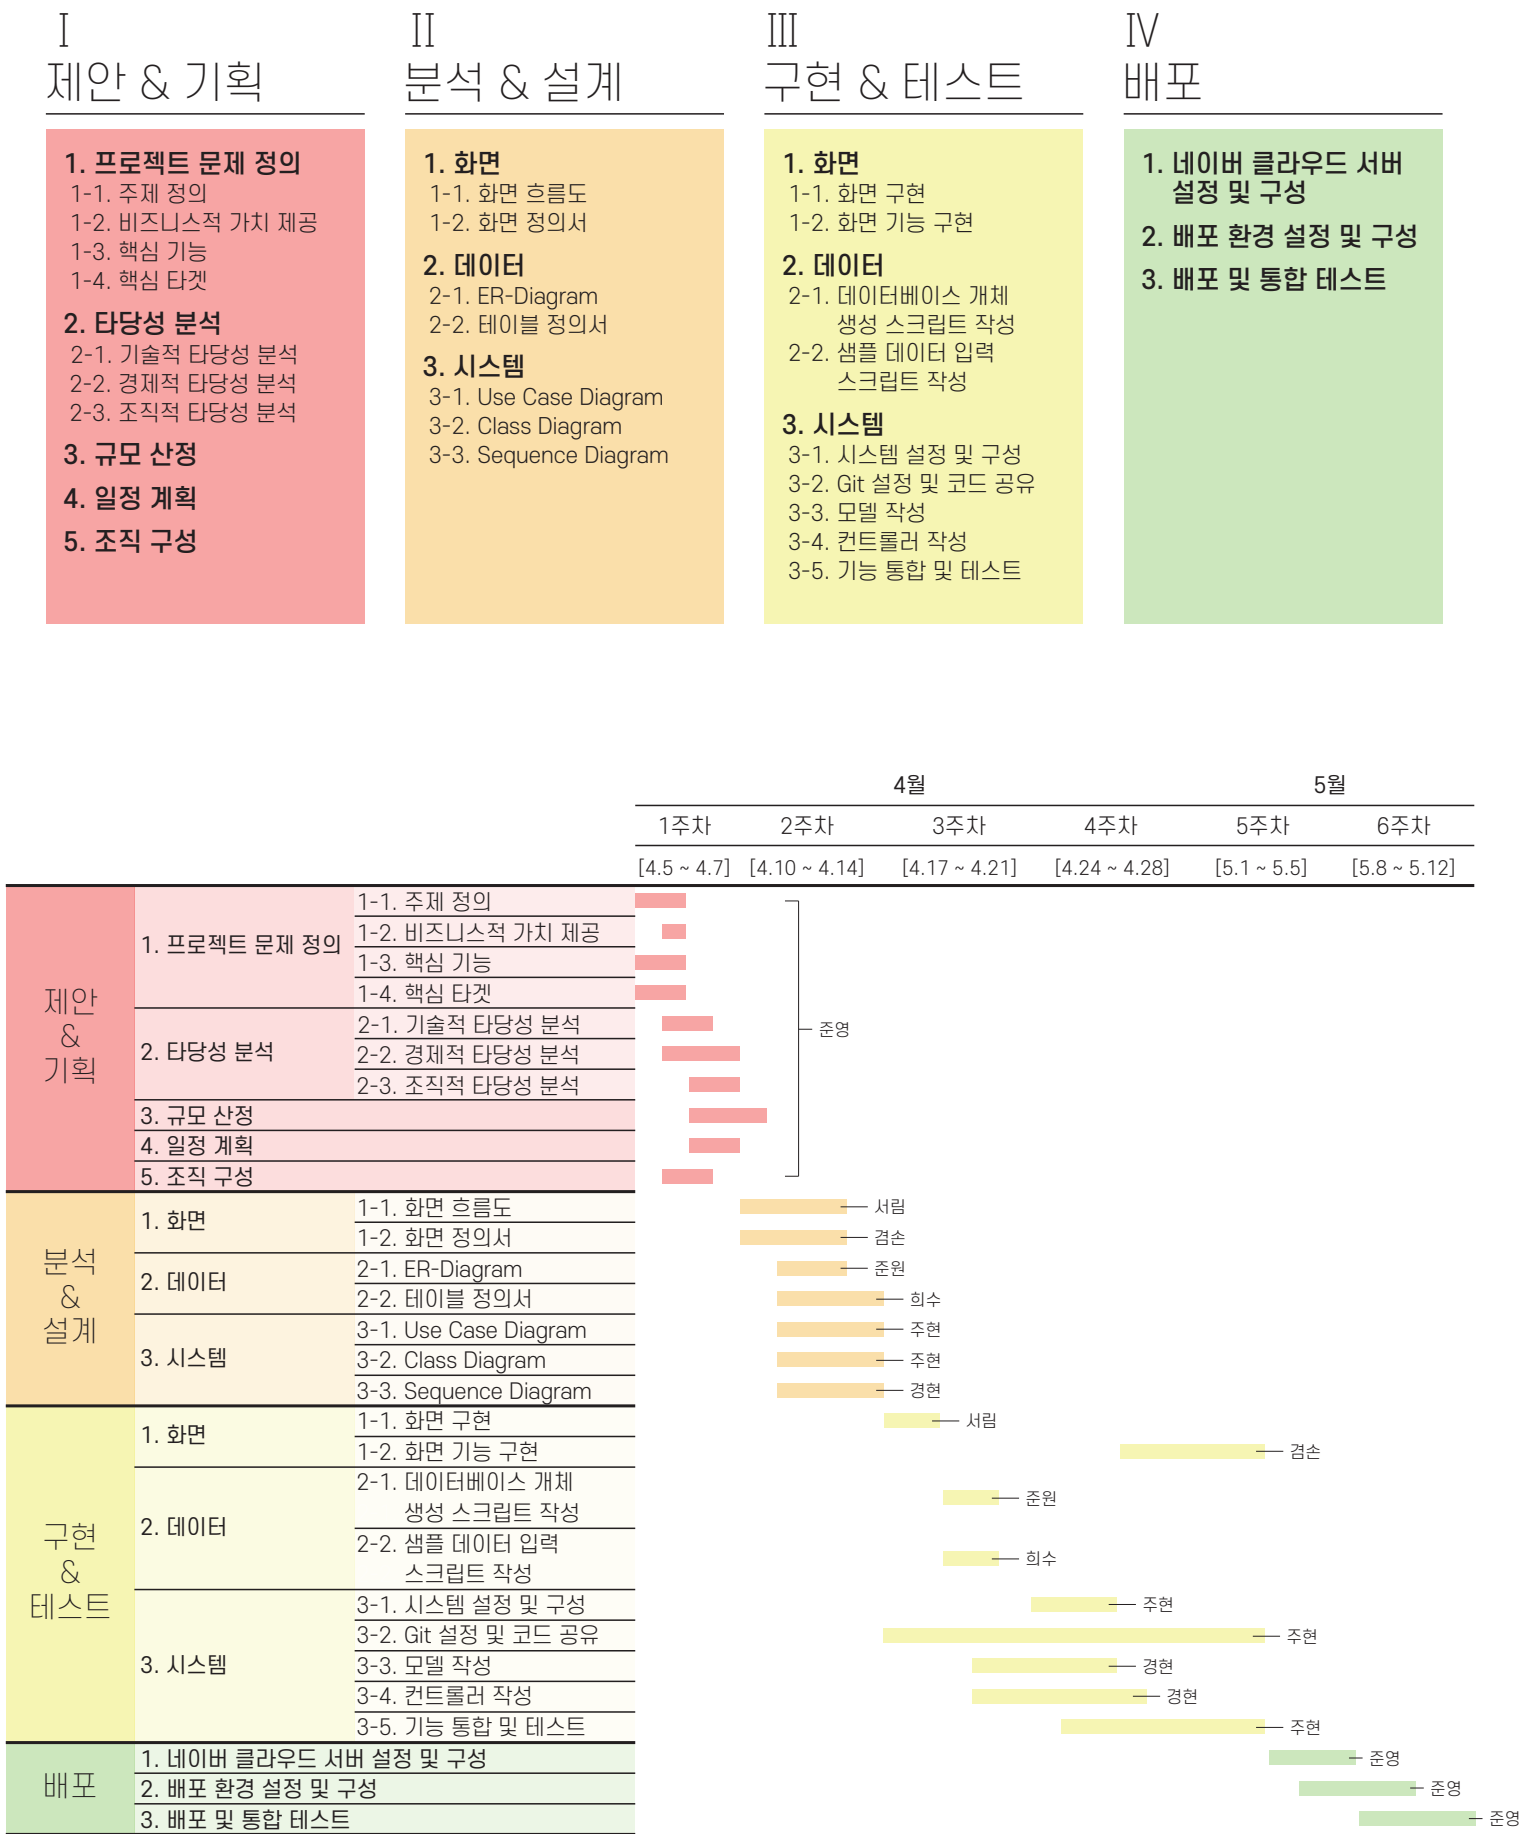 Ⅰ
제안 & 기획
1. 프로젝트 문제 정의
1-1. 주제 정의
1-2. 비즈니스적 가치 제공
1-3. 핵심 기능
1-4. 핵심 타겟
2. 타당성 분석
2-1. 기술적 타당성 분석
2-2. 경제적 타당성 분석
2-3. 조직적 타당성 분석
3. 규모 산정
4. 일정 계획
5. 조직 구성
Ⅱ
분석 & 설계
1. 화면
1-1. 화면 흐름도
1-2. 화면 정의서
2. 데이터
2-1. ER-Diagram
2-2. 테이블 정의서
3. 시스템
3-1. Use Case Diagram
3-2. Class Diagram
3-3. Sequence Diagram
Ⅲ
구현 & 테스트
1. 화면
1-1. 화면 구현
1-2. 화면 기능 구현
2. 데이터
2-1. 데이터베이스 개체
생성 스크립트 작성
2-2. 샘플 데이터 입력
스크립트 작성
3. 시스템
3-1. 시스템 설정 및 구성
3-2. Git 설정 및 코드 공유
3-3. 모델 작성
3-4. 컨트롤러 작성
3-5. 기능 통합 및 테스트
Ⅳ
배포
1. 네이버 클라우드 서버
설정 및 구성
2. 배포 환경 설정 및 구성
3. 배포 및 통합 테스트
4월 5월
1주차 2주차 3주차 4주차 5주차 6주차
[4.5 ~ 4.7] [4.10 ~ 4.14] [4.17 ~ 4.21] [4.24 ~ 4.28] [5.1 ~ 5.5] [5.8 ~ 5.12]
제안
&
기획
1. 프로젝트 문제 정의
1-1. 주제 정의
1-2. 비즈니스적 가치 제공
1-3. 핵심 기능
1-4. 핵심 타겟
2. 타당성 분석
2-1. 기술적 타당성 분석
2-2. 경제적 타당성 분석
2-3. 조직적 타당성 분석
3. 규모 산정
4. 일정 계획
5. 조직 구성
준영
분석
&
설계
1. 화면
1-1. 화면 흐름도 서림
1-2. 화면 정의서 겸손
2. 데이터
2-1. ER-Diagram 준원
2-2. 테이블 정의서 희수
3. 시스템
3-1. Use Case Diagram 주현
3-2. Class Diagram 주현
3-3. Sequence Diagram 경현
구현
&
테스트
1. 화면
1-1. 화면 구현 서림
1-2. 화면 기능 구현 겸손
2. 데이터
2-1. 데이터베이스 개체
생성 스크립트 작성 준원
2-2. 샘플 데이터 입력
스크립트 작성 희수
3. 시스템
3-1. 시스템 설정 및 구성 주현
3-2. Git 설정 및 코드 공유 주현
3-3. 모델 작성 경현
3-4. 컨트롤러 작성 경현
3-5. 기능 통합 및 테스트 주현
배포
1. 네이버 클라우드 서버 설정 및 구성 준영
2. 배포 환경 설정 및 구성 준영
3. 배포 및 통합 테스트 준영